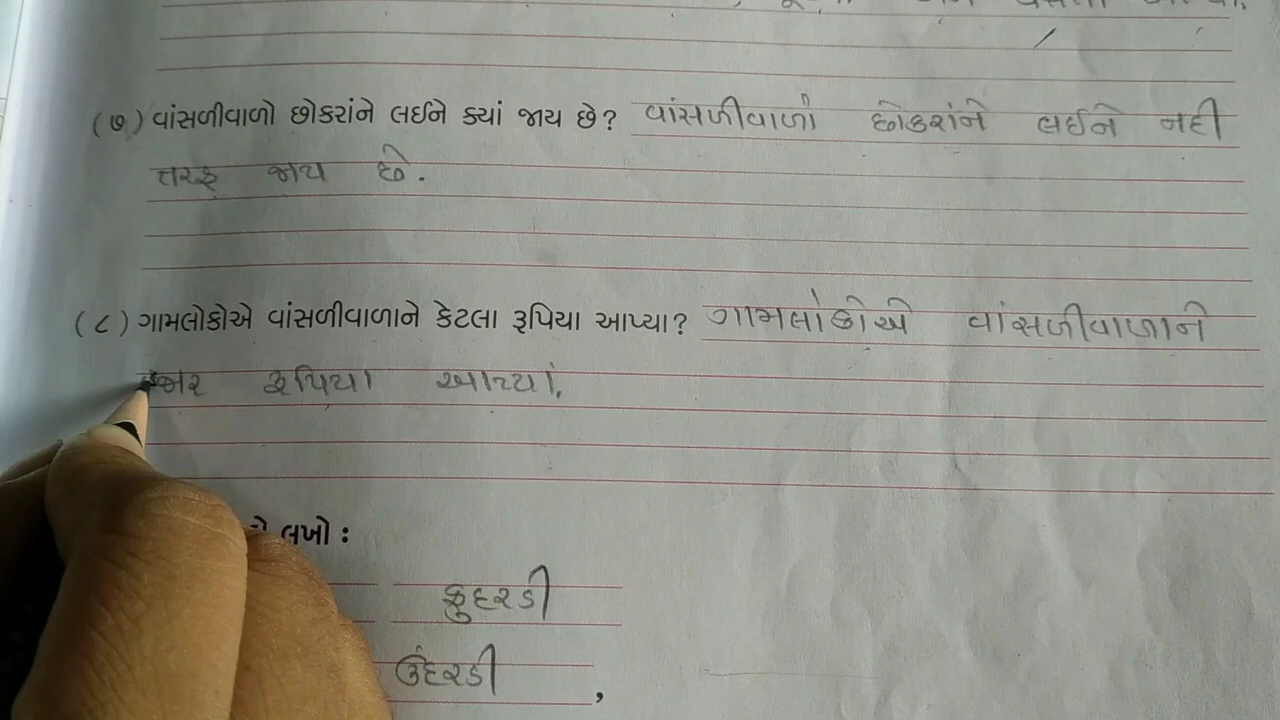 (૭) વાંસળીવાળો છોકરાંને લઈને ક્યાં જાય છે? વાંસળીવાળો છોકરાંને લઈને નદી
તરફ જાય છે.
(૮) ગામલોકોએ વાંસળીવાળાને કેટલા રૂપિયા આપ્યા? ગામલોકોએ વાંસળીવાળાને
હજાર રૂપિયા આપ્યાં.
લખો :
કુદરડી
ઉંદરડી ,